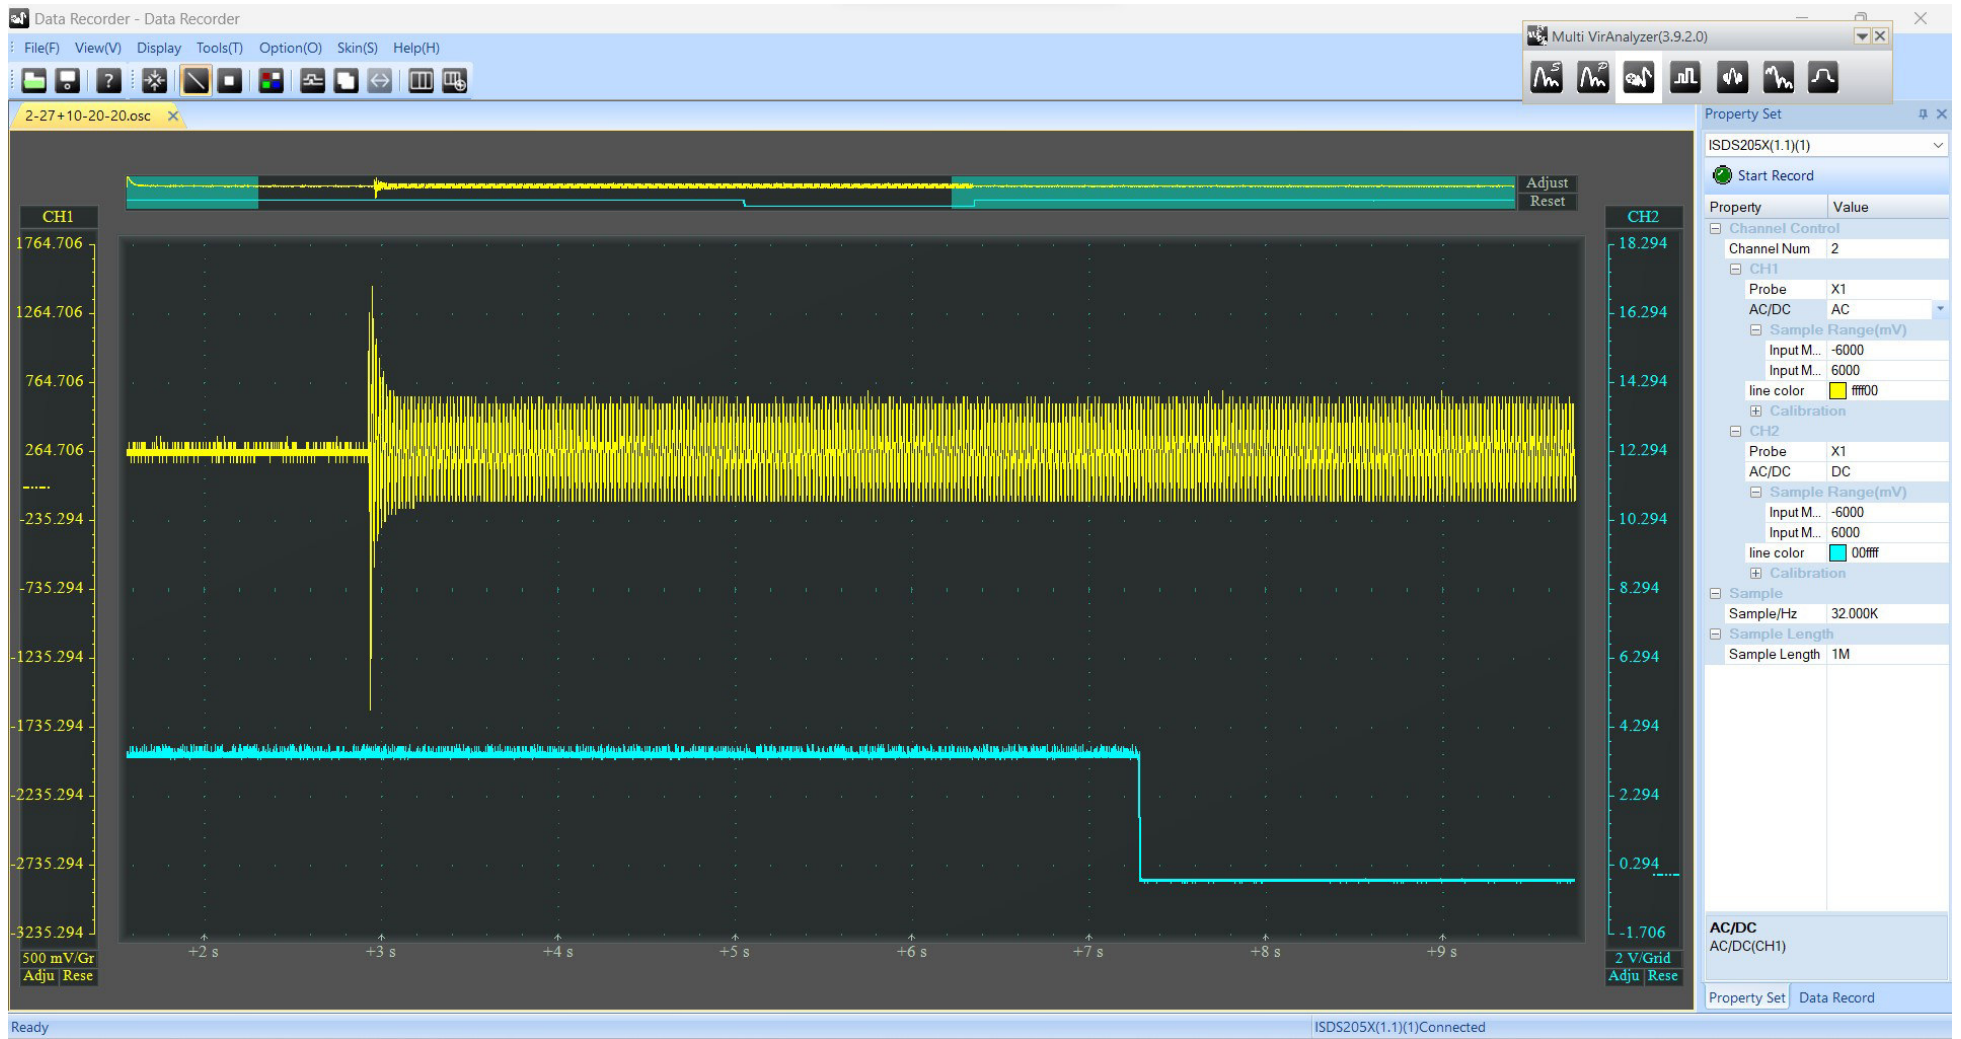 Data Recorder - Data Recorder
File(F) View(V) Display Tools(T) Option(O) Skin(S) Help(H)
Multi VirAnalyzer(3.9.2.0)
S P
2-27+10-20-20.osc
Adjust
Reset
CH1
1764.706
1264.706
764.706
264.706
-235.294
-735.294
-1235.294
-1735.294
-2235.294
-2735.294
-3235.294
500 mV/Gr
Adju Rese
+2 s +3 s +4 s +5 s +6 s +7 s +8 s +9 s
CH2
18.294
16.294
14.294
12.294
10.294
8.294
6.294
4.294
2.294
0.294
-1.706
2 V/Grid
Adju Rese
Property Set
ISDS205X(1.1)(1)
Start Record
Property Value
Channel Control
Channel Num 2
CH1
Probe X1
AC/DC AC
Sample Range(mV)
Input M... -6000
Input M... 6000
line color ffff00
Calibration
CH2
Probe X1
AC/DC DC
Sample Range(mV)
Input M... -6000
Input M... 6000
line color 00ffff
Calibration
Sample
Sample/Hz 32.000K
Sample Length
Sample Length 1M
AC/DC
AC/DC(CH1)
Property Set Data Record
Ready
ISDS205X(1.1)(1)Connected